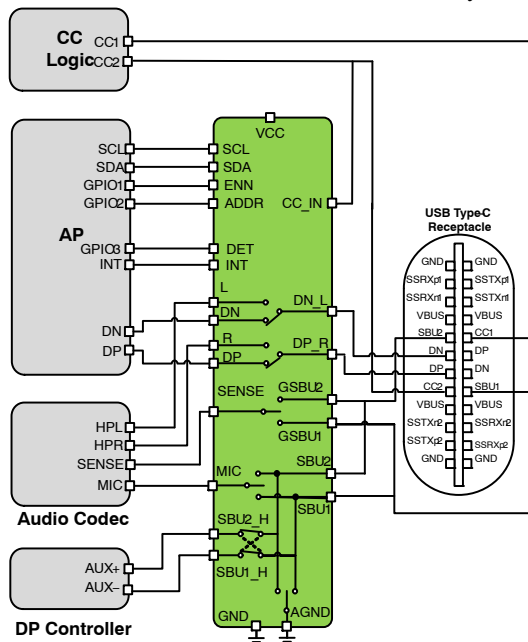 CC Logic
CC1
CC2
AP
SCL
SDA
GPIO1
GPIO2
GPIO3
INT
DN
DP
Audio Codec
HPL
HPR
SENSE
MIC
DP Controller
AUX+
AUX−
VCC
SCL
SDA
ENN
ADDR
CC_IN
DET
INT
L
DN
DN_L
R
DP
DP_R
SENSE
GSBU2
GSBU1
MIC
SBU2
SBU1
SBU2_H
SBU1_H
GND
AGND
USB Type-C
Receptacle
GND GND
SSRXp1 SSTXp1
SSRXn1 SSTXn1
VBUS VBUS
SBU2 CC1
DN DP
DP DN
CC2 SBU1
VBUS VBUS
SSTXn2 SSRXn2
SSTXp2 SSRXp2
GND GND